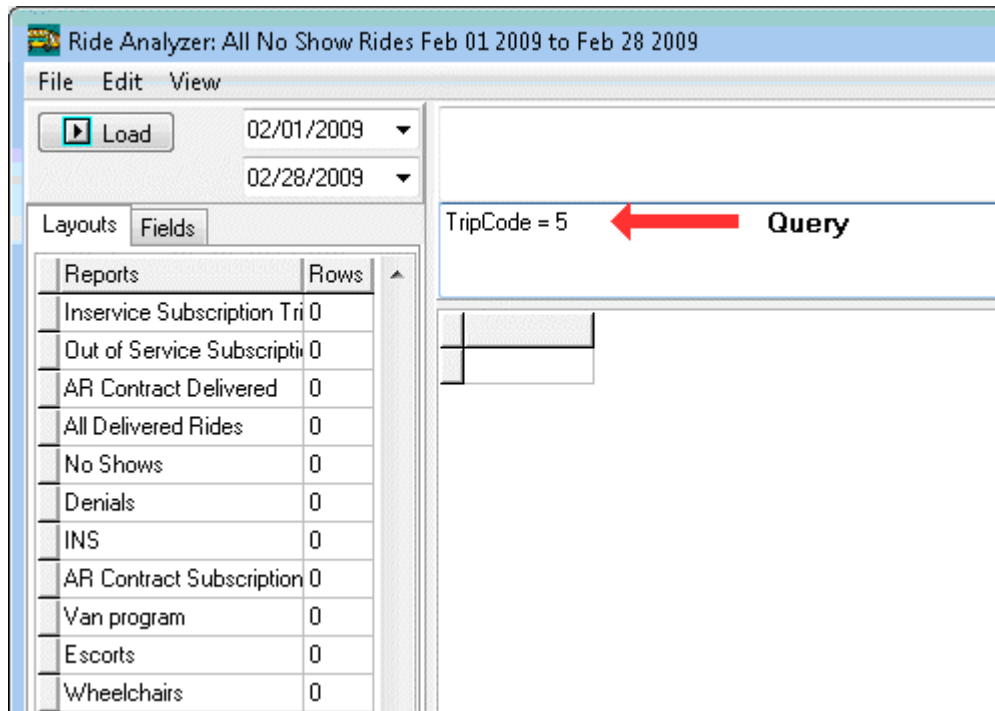 Ride Analyzer: All No Show Rides Feb 01 2009 to Feb 28 2009
File Edit View
Load 02/01/2009
02/28/2009
Layouts Fields
TripCode = 5 Query
Reports Rows
Inservice Subscription Tri 0
Out of Service Subscripti 0
AR Contract Delivered 0
All Delivered Rides 0
No Shows 0
Denials 0
INS 0
AR Contract Subscription 0
Van program 0
Escorts 0
Wheelchairs 0